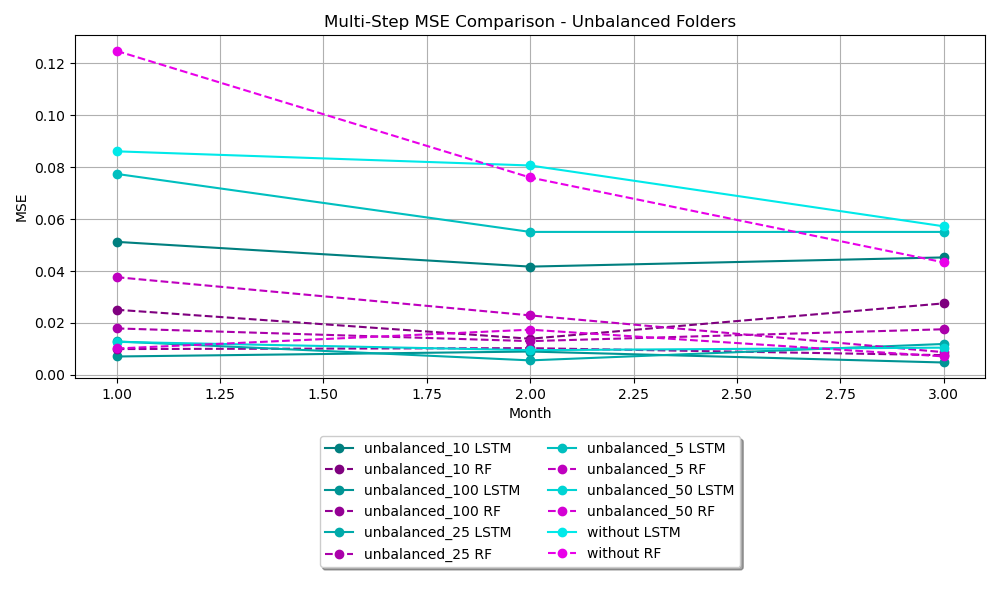 Multi-Step MSE Comparison - Unbalanced Folders
0.12
0.10
0.08
0.06
0.04
0.02
0.00
MSE
1.00 1.25 1.50 1.75 2.00 2.25 2.50 2.75 3.00
Month
unbalanced_10 LSTM
unbalanced_10 RF
unbalanced_100 LSTM
unbalanced_100 RF
unbalanced_25 LSTM
unbalanced_25 RF
unbalanced_5 LSTM
unbalanced_5 RF
unbalanced_50 LSTM
unbalanced_50 RF
without LSTM
without RF